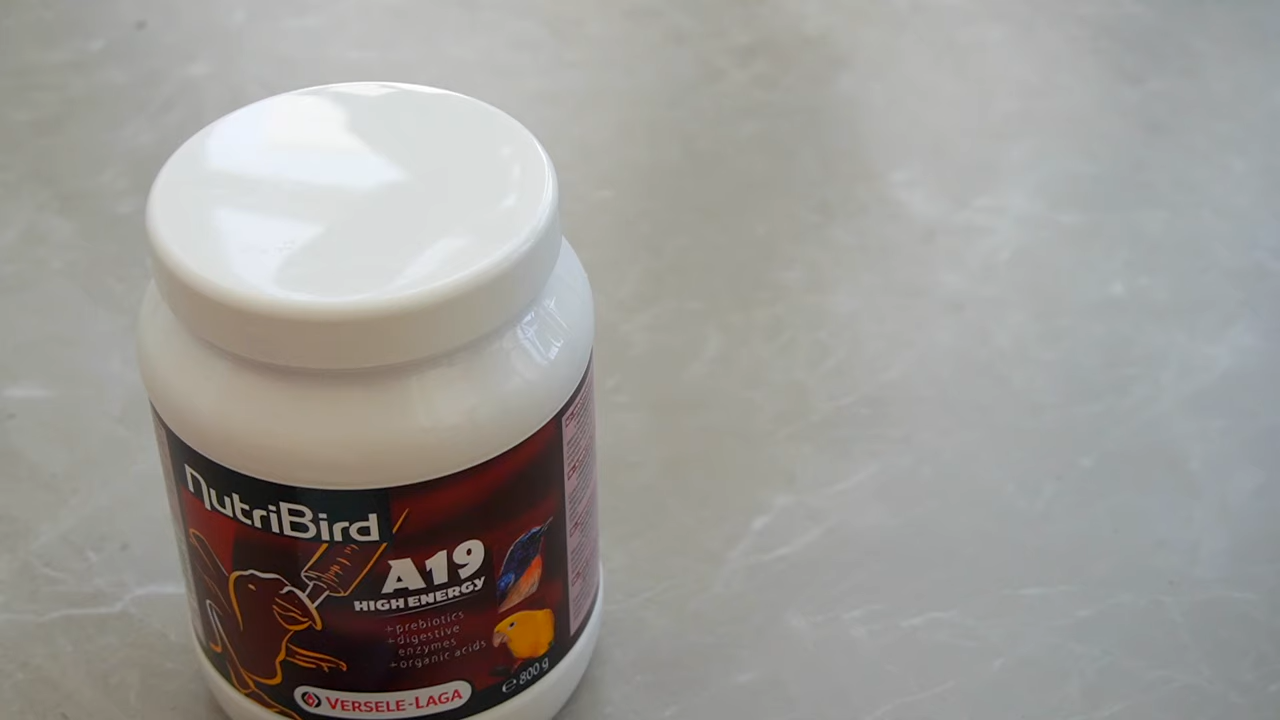 NutriBird
A19
HIGH ENERGY
+prebiotics
+digestive
enzymes
+organic acids
VERSELE-LAGA
℮ 800 g